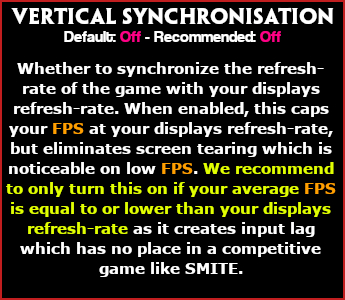 VERTICAL SYNCHRONISATION
Default: Off - Recommended: Off
Whether to synchronize the refresh-
rate of the game with your displays
refresh-rate. When enabled, this caps
your FPS at your displays refresh-rate,
but eliminates screen tearing which is
noticeable on low FPS. We recommend
to only turn this on if your average FPS
is equal to or lower than your displays
refresh-rate as it creates input lag
which has no place in a competitive
game like SMITE.